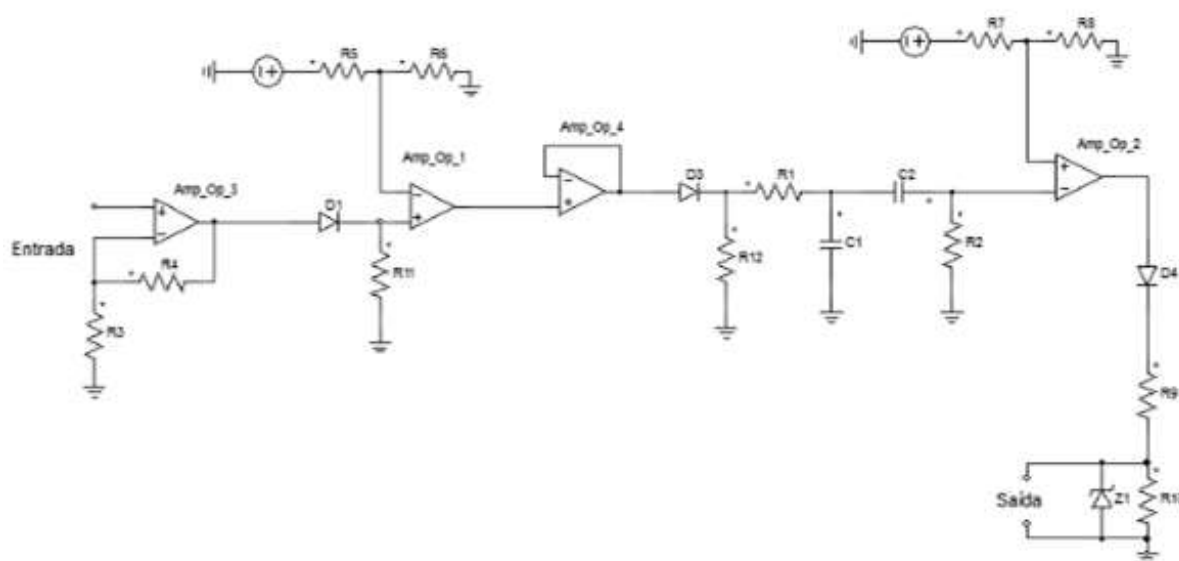 R7
R8
R5
R6
Amp_Op_4
Amp_Op_2
Amp_Op_1
Amp_Op_3
D3
R1
C2
D1
Entrada
R4
R11
R12
C1
R2
D4
R3
R9
Saída
Z1